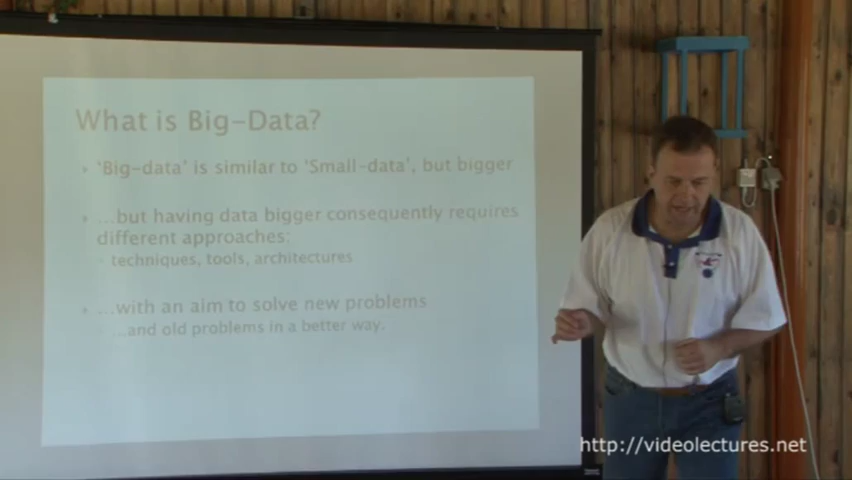 What is Big-Data?
'Big-data' is similar to 'Small-data', but bigger
...but having data bigger consequently requires
different approaches:
techniques, tools, architectures
...with an aim to solve new problems
...and old problems in a better way.
http://videolectures.net